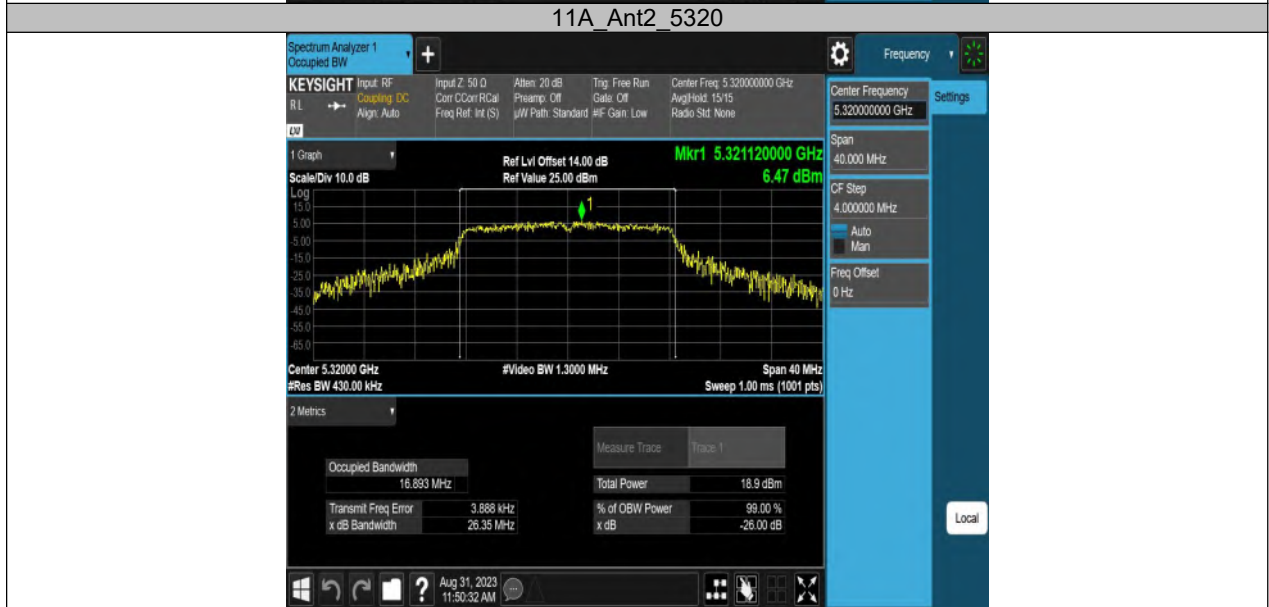 11A_Ant2_5320
Spectrum Analyzer 1
Occupied BW
+
Frequency
KEYSIGHT
Input: RF
Coupling: DC
Align: Auto
Input Z: 50 Ω
Corr CCorr RCal
Freq Ref: Int (S)
Atten: 20 dB
Preamp: Off
µW Path: Standard
Trig: Free Run
Gate: Off
#IF Gain: Low
Center Freq: 5.320000000 GHz
Avg|Hold: 15/15
Radio Std: None
RL
LXI
Center Frequency
5.320000000 GHz
Settings
Span
40.000 MHz
CF Step
4.000000 MHz
Auto
Man
Freq Offset
0 Hz
1 Graph
Ref Lvl Offset 14.00 dB
Mkr1 5.321120000 GHz
Scale/Div 10.0 dB
Ref Value 25.00 dBm
6.47 dBm
Log
15.0
1
5.00
-5.00
-15.0
-25.0
-35.0
-45.0
-55.0
-65.0
Center 5.32000 GHz
#Video BW 1.3000 MHz
Span 40 MHz
#Res BW 430.00 kHz
Sweep 1.00 ms (1001 pts)
2 Metrics
Measure Trace
Trace 1
Occupied Bandwidth
16.893 MHz
Total Power
18.9 dBm
Transmit Freq Error
3.888 kHz
% of OBW Power
99.00 %
x dB Bandwidth
26.35 MHz
x dB
-26.00 dB
Local
?
Aug 31, 2023
11:50:32 AM